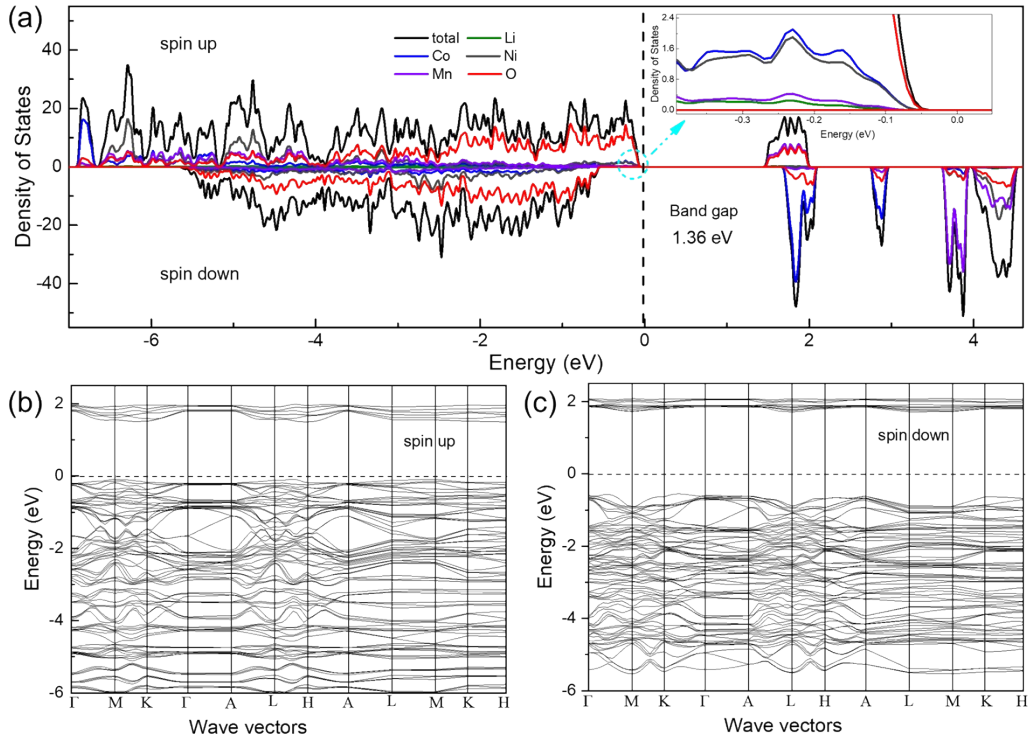 (a)
spin up
total
Li
Co
Ni
Mn
O
Density of States
40
20
0
-20
-40
spin down
Band gap
1.36 eV
-6
-4
-2
0
2
4
Energy (eV)
Density of States
2.4
1.6
0.8
0.0
-0.3
-0.2
-0.1
0.0
Energy (eV)
(b)
spin up
Energy (eV)
2
0
-2
-4
-6
Γ M K Γ A L H A L M K H
Wave vectors
(c)
spin down
Energy (eV)
2
0
-2
-4
-6
Γ M K Γ A L H A L M K H
Wave vectors